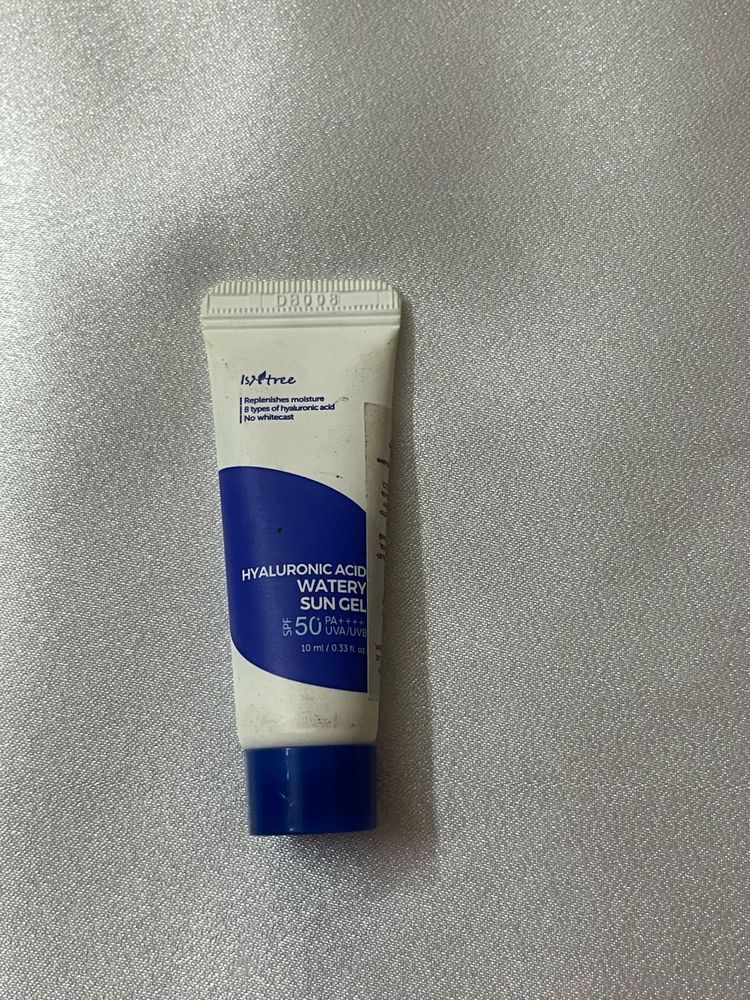 D8008
Isntree
Replenishes moisture
8 types of hyaluronic acid
No whitecast
HYALURONIC ACID
WATERY
SUN GEL
SPF 50+ PA++++
UVA/UVB
10 ml / 0.33 fl. oz